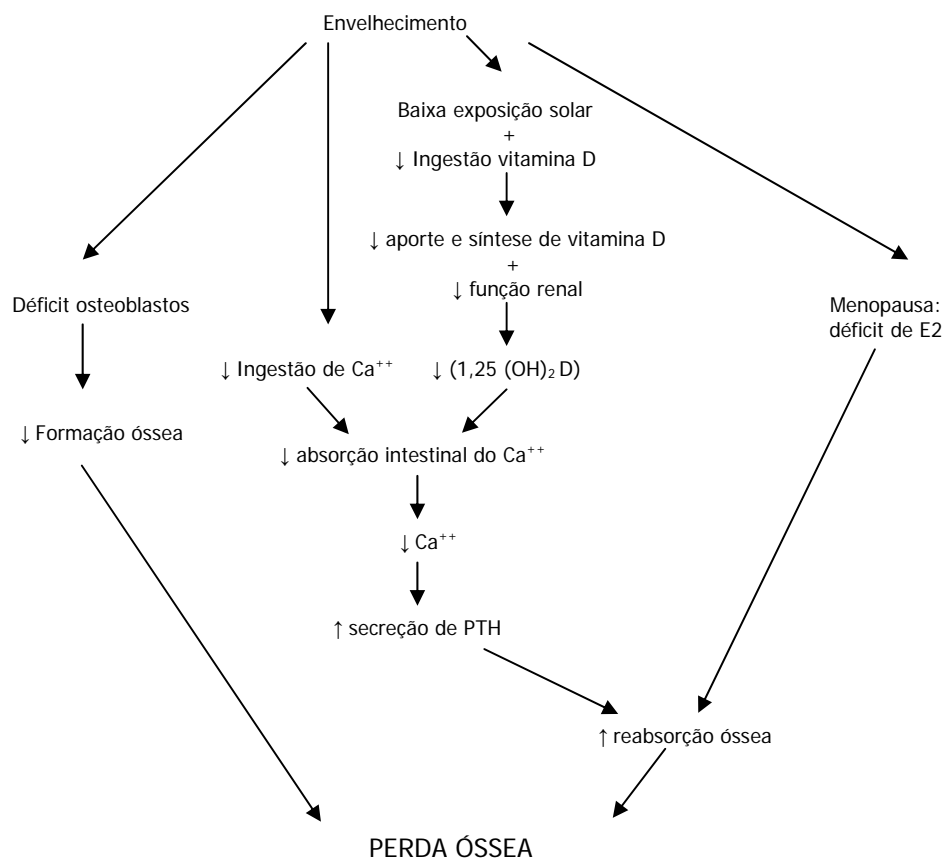 Envelhecimento
Baixa exposição solar
+
↓ Ingestão vitamina D
↓ aporte e síntese de vitamina D
+
↓ função renal
Déficit osteoblastos
Menopausa:
déficit de E2
↓ Ingestão de Ca⁺⁺
↓ (1,25 (OH)₂ D)
↓ Formação óssea
↓ absorção intestinal do Ca⁺⁺
↓ Ca⁺⁺
↑ secreção de PTH
↑ reabsorção óssea
PERDA ÓSSEA